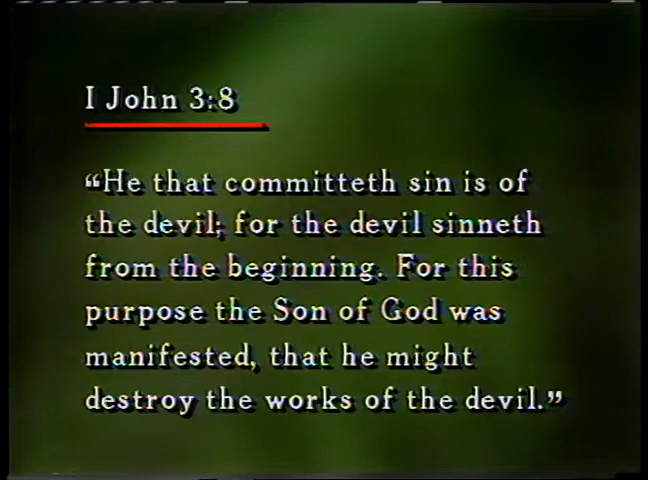 I John 3:8
“He that committeth sin is of
the devil; for the devil sinneth
from the beginning. For this
purpose the Son of God was
manifested, that he might
destroy the works of the devil.”